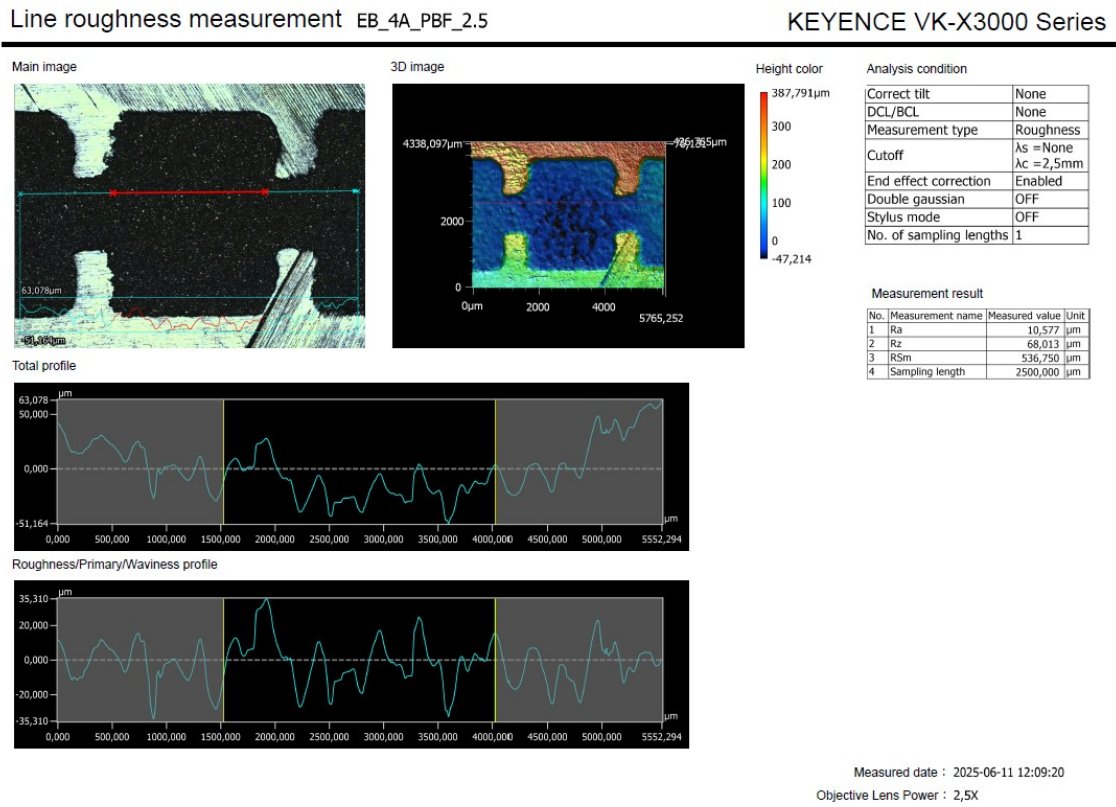 Line roughness measurement EB_4A_PBF_2.5
KEYENCE VK-X3000 Series
Main image
63,078µm
-51,164µm
3D image
4338,097µm
2000
0
0µm
2000
4000
5765,252
Height color
387,791µm
300
200
100
0
-47,214
Analysis condition
Correct tilt None
DCL/BCL None
Measurement type Roughness
Cutoff λs =None
λc =2,5mm
End effect correction Enabled
Double gaussian OFF
Stylus mode OFF
No. of sampling lengths 1
Measurement result
No. Measurement name Measured value Unit
1 Ra 10,577 µm
2 Rz 68,013 µm
3 RSm 536,750 µm
4 Sampling length 2500,000 µm
Total profile
µm
63,078
50,000
0,000
-51,164
µm
0,000 500,000 1000,000 1500,000 2000,000 2500,000 3000,000 3500,000 4000,000 4500,000 5000,000 5552,294
Roughness/Primary/Waviness profile
µm
35,310
20,000
0,000
-20,000
-35,310
µm
0,000 500,000 1000,000 1500,000 2000,000 2500,000 3000,000 3500,000 4000,000 4500,000 5000,000 5552,294
Measured date : 2025-06-11 12:09:20
Objective Lens Power : 2,5X